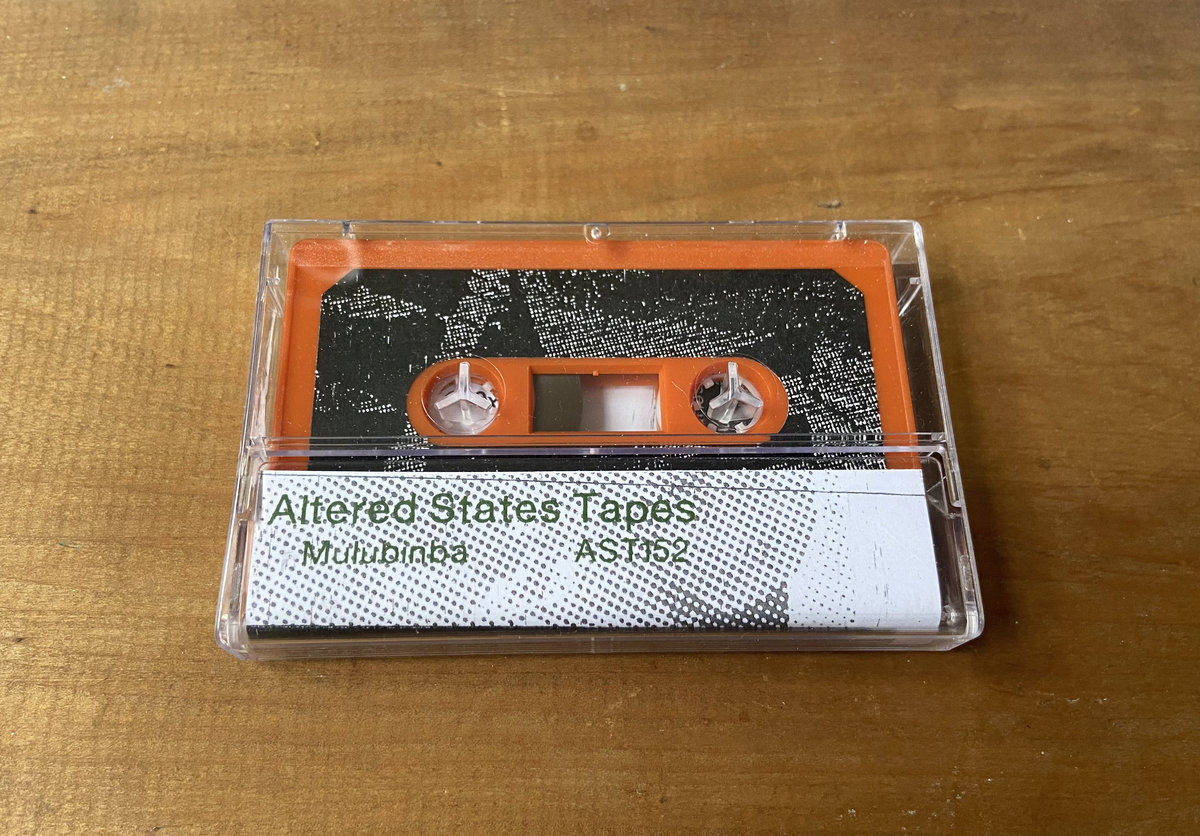 Altered States Tapes
Mulubinba AST152